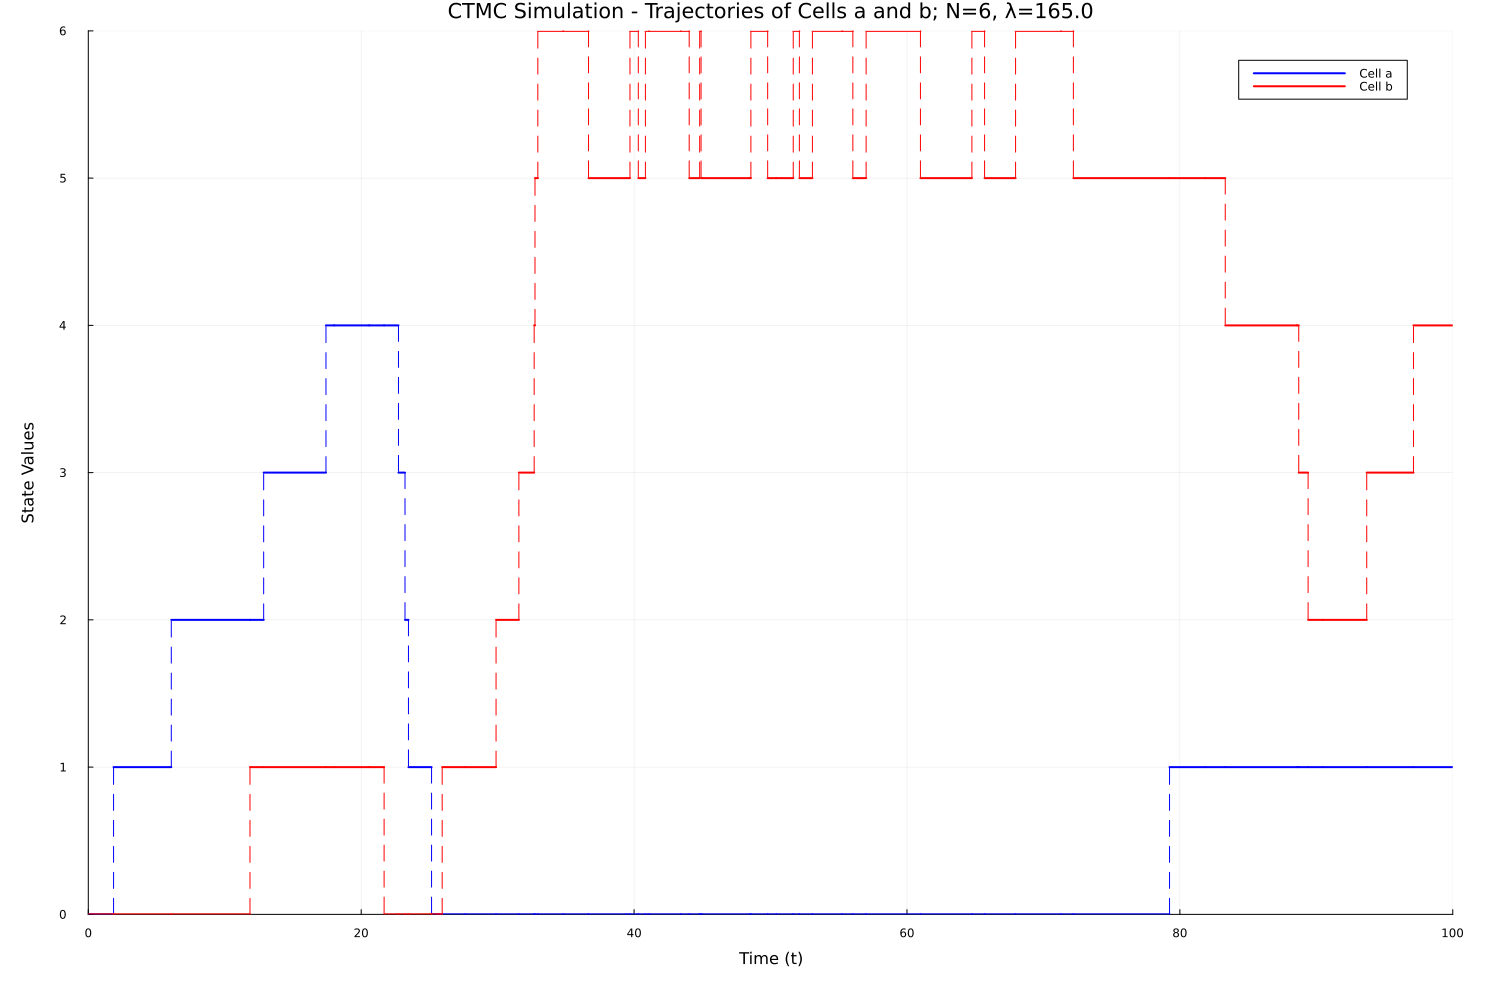 CTMC Simulation - Trajectories of Cells a and b; N=6, λ=165.0
Cell a
Cell b
State Values
6
5
4
3
2
1
0
0 20 40 60 80 100
Time (t)